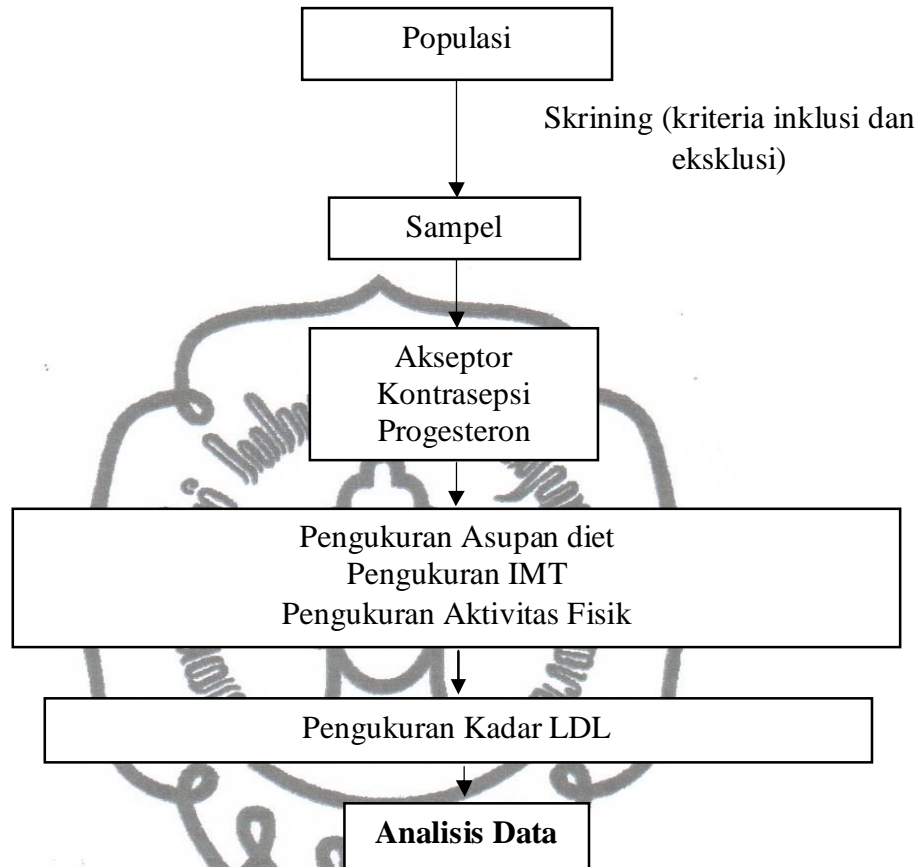 Populasi
Skrining (kriteria inklusi dan
eksklusi)
Sampel
Akseptor
Kontrasepsi
Progesteron
Pengukuran Asupan diet
Pengukuran IMT
Pengukuran Aktivitas Fisik
Pengukuran Kadar LDL
Analisis Data